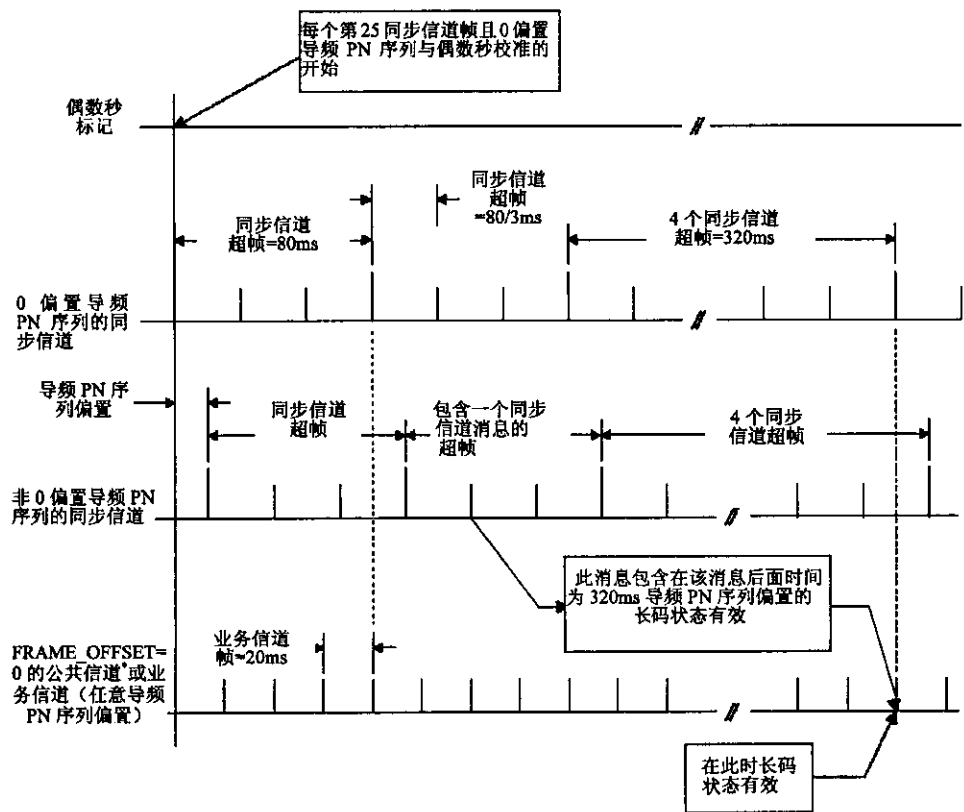 每个第25同步信道帧且0偏置
导频 PN 序列与偶数秒校准的
开始
偶数秒
标记
同步信道
超帧
=80/3ms
同步信道
超帧=80ms
4个同步信道
超帧=320ms
0 偏置导频
PN 序列的同
步信道
导频 PN 序
列偏置
同步信道
超帧
包含一个同步
信道消息的
超帧
4个同步
信道超帧
非0偏置导频 PN
序列的同步信道
此消息包含在该消息后面时间
为 320ms 导频 PN 序列偏置的
长码状态有效
业务信道
帧=20ms
FRAME_OFFSET=
0 的公共信道*或业
务信道（任意导频
PN 序列偏置）
在此时长码
状态有效